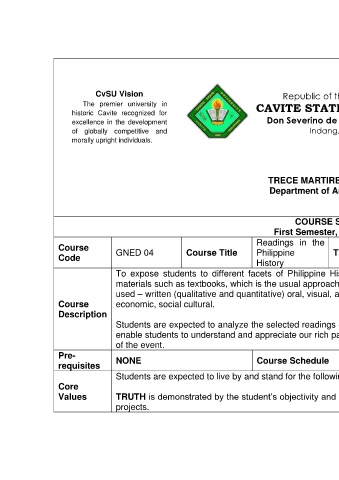 CvSU Vision
The premier university in
historic Cavite recognized for
excellence in the development
of globally competitive and
morally upright individuals.
Republic of th
CAVITE STAT
Don Severino de
Indang,
TRECE MARTIRE
Department of A
COURSE S
First Semester,
Course
Code
GNED 04
Course Title
Readings in the
Philippine
History
T
To expose students to different facets of Philippine His
materials such as textbooks, which is the usual approach
used – written (qualitative and quantitative) oral, visual, a
economic, social cultural.
Course
Description
Students are expected to analyze the selected readings
enable students to understand and appreciate our rich pa
of the event.
Pre-
requisites
NONE
Course Schedule
Core
Values
Students are expected to live by and stand for the followin
TRUTH is demonstrated by the student's objectivity and
projects.